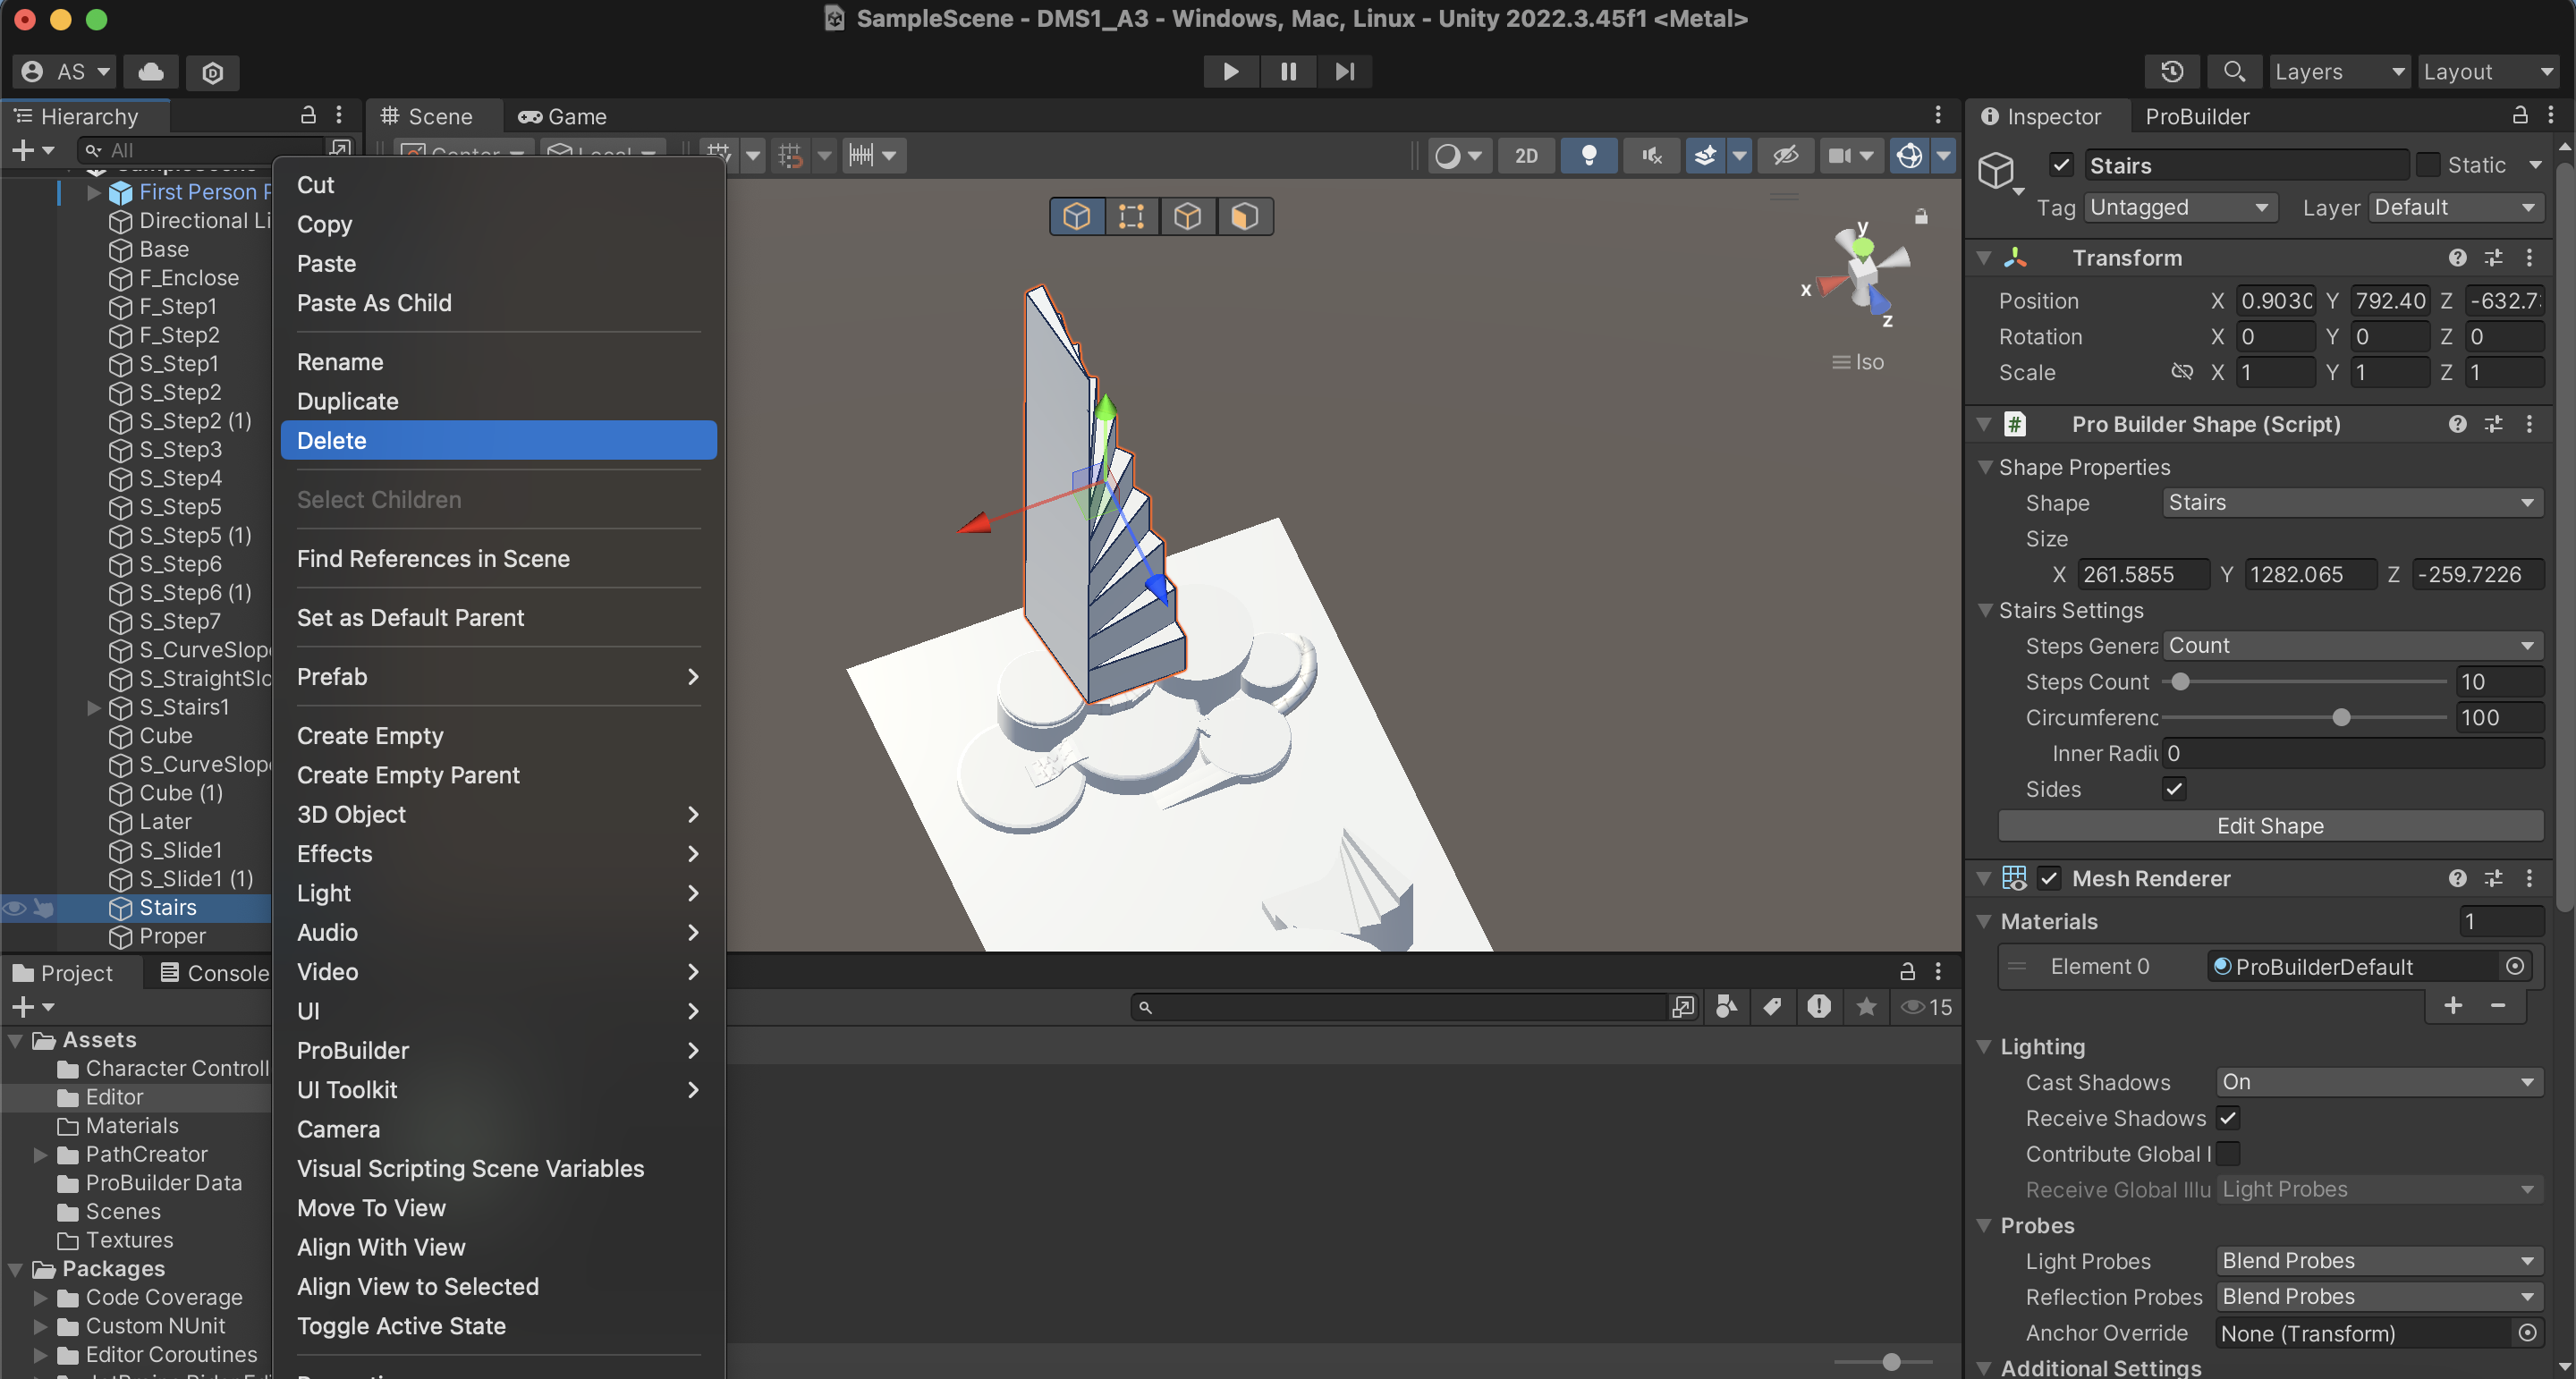 SampleScene - DMS1_A3 - Windows, Mac, Linux - Unity 2022.3.45f1 <Metal>
AS
Layers
Layout
Hierarchy
All
First Person P
Directional Li
Base
F_Enclose
F_Step1
F_Step2
S_Step1
S_Step2
S_Step2 (1)
S_Step3
S_Step4
S_Step5
S_Step5 (1)
S_Step6
S_Step6 (1)
S_Step7
S_CurveSlope
S_StraightSlo
S_Stairs1
Cube
S_CurveSlope
Cube (1)
Later
S_Slide1
S_Slide1 (1)
Stairs
Proper
Cut
Copy
Paste
Paste As Child
Rename
Duplicate
Delete
Select Children
Find References in Scene
Set as Default Parent
Prefab
Create Empty
Create Empty Parent
3D Object
Effects
Light
Audio
Video
UI
ProBuilder
UI Toolkit
Camera
Visual Scripting Scene Variables
Move To View
Align With View
Align View to Selected
Toggle Active State
Scene
Game
Center
Local
2D
y
x
z
Iso
Project
Console
15
Assets
Character Controll
Editor
Materials
PathCreator
ProBuilder Data
Scenes
Textures
Packages
Code Coverage
Custom NUnit
Editor Coroutines
Inspector
ProBuilder
Stairs
Static
Tag Untagged
Layer Default
Transform
Position X 0.9030 Y 792.40 Z -632.7
Rotation X 0 Y 0 Z 0
Scale X 1 Y 1 Z 1
# Pro Builder Shape (Script)
Shape Properties
Shape Stairs
Size
X 261.5855 Y 1282.065 Z -259.7226
Stairs Settings
Steps Genera Count
Steps Count 10
Circumferenc 100
Inner Radiu 0
Sides
Edit Shape
Mesh Renderer
Materials 1
Element 0 ProBuilderDefault
Lighting
Cast Shadows On
Receive Shadows
Contribute Global I
Receive Global Illu Light Probes
Probes
Light Probes Blend Probes
Reflection Probes Blend Probes
Anchor Override None (Transform)
Additional Settings